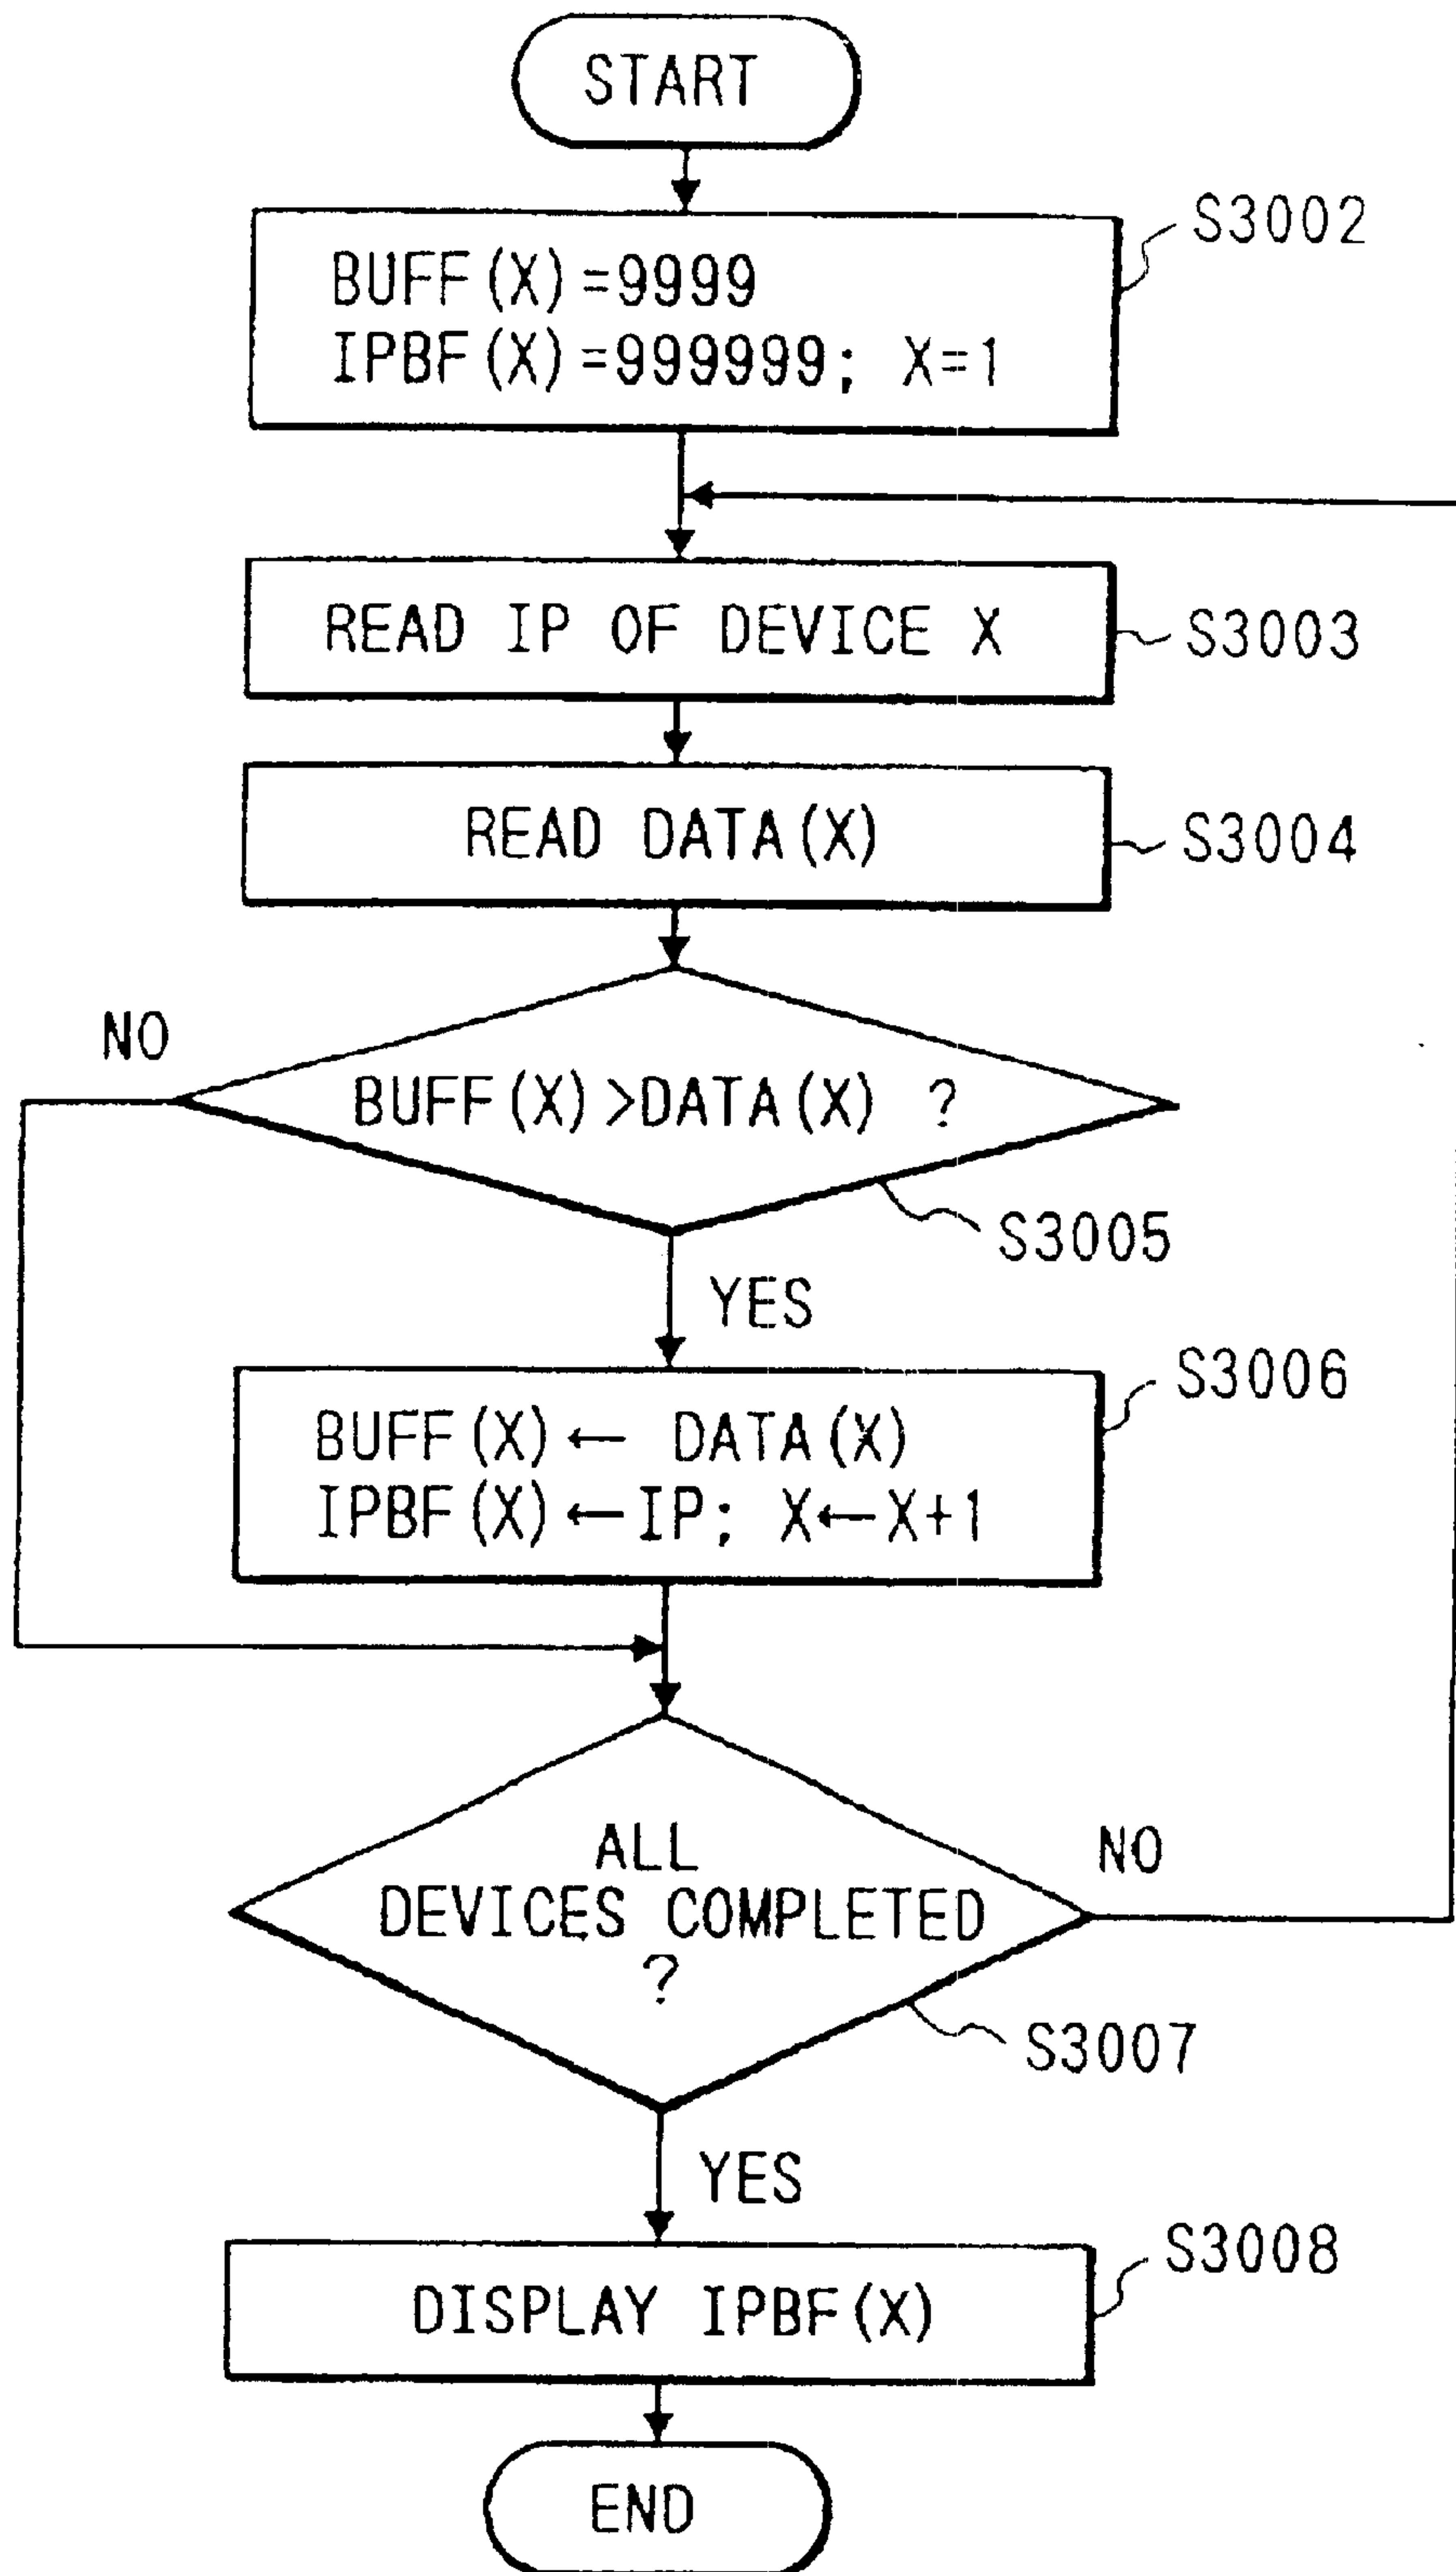 START
S3002
BUFF(X)=9999
IPBF(X)=999999; X=1
READ IP OF DEVICE X
S3003
READ DATA(X)
S3004
NO
BUFF(X)>DATA(X) ?
S3005
YES
S3006
BUFF(X)← DATA(X)
IPBF(X)←IP; X←X+1
ALL
DEVICES COMPLETED
?
NO
S3007
YES
S3008
DISPLAY IPBF(X)
END